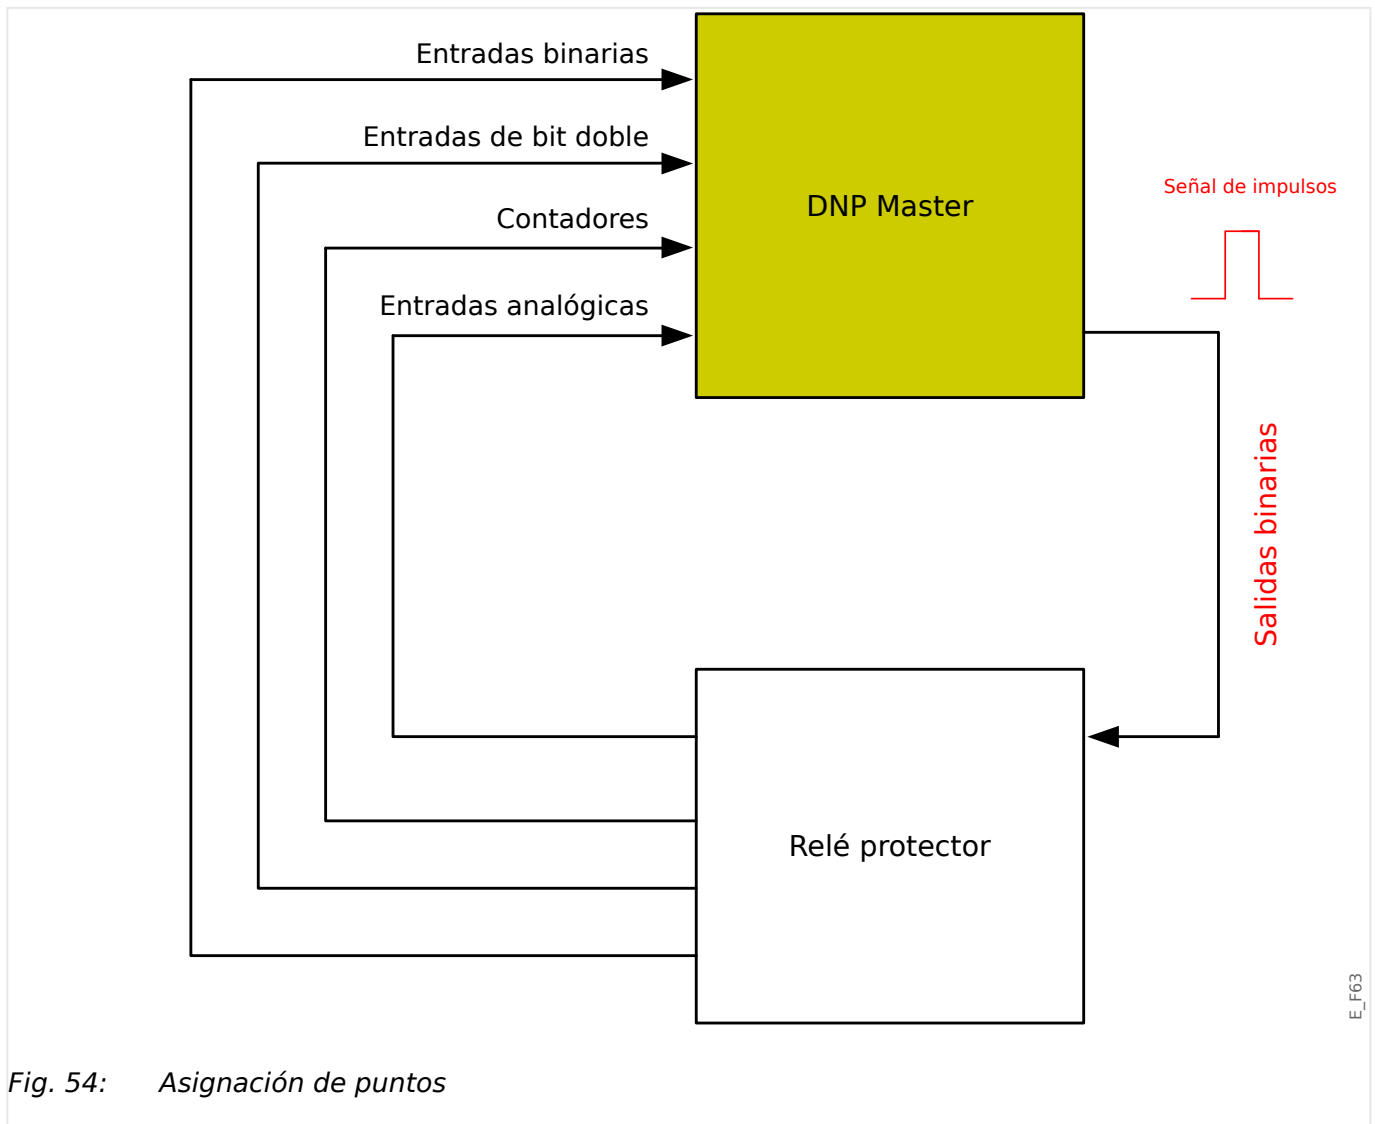 Entradas binarias
Entradas de bit doble
Contadores
Entradas analógicas
DNP Master
Señal de impulsos
Salidas binarias
Relé protector
E_F63
Fig. 54: Asignación de puntos